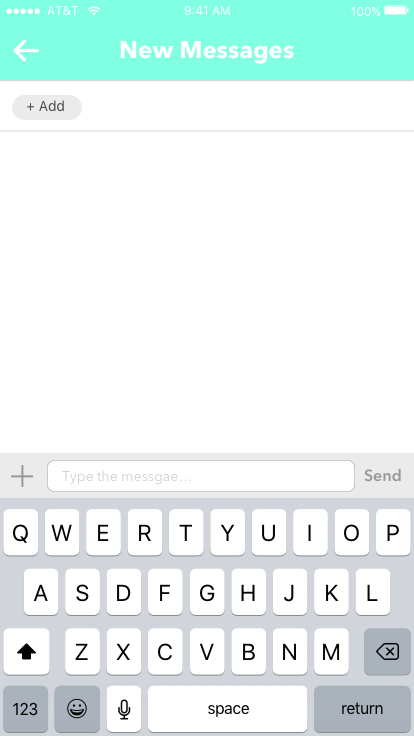 AT&T 9:41 AM 100%
New Messages
+ Add
Type the messgae...
Send
Q W E R T Y U I O P
A S D F G H J K L
Z X C V B N M
123 space return